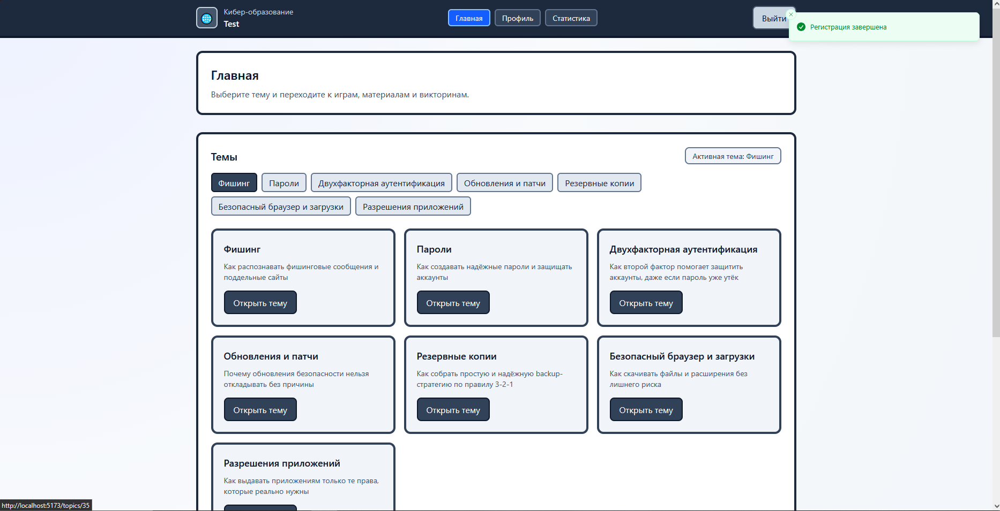 Кибер-образование
Test
Главная
Профиль
Статистика
Выйти
Регистрация завершена
Главная
Выберите тему и переходите к играм, материалам и викторинам.
Темы
Активная тема: Фишинг
Фишинг
Пароли
Двухфакторная аутентификация
Обновления и патчи
Резервные копии
Безопасный браузер и загрузки
Разрешения приложений
Фишинг
Как распознавать фишинговые сообщения и
поддельные сайты
Открыть тему
Пароли
Как создавать надёжные пароли и защищать
аккаунты
Открыть тему
Двухфакторная аутентификация
Как второй фактор помогает защитить
аккаунты, даже если пароль уже утёк
Открыть тему
Обновления и патчи
Почему обновления безопасности нельзя
откладывать без причины
Открыть тему
Резервные копии
Как собрать простую и надёжную backup-
стратегию по правилу 3-2-1
Открыть тему
Безопасный браузер и загрузки
Как скачивать файлы и расширения без
лишнего риска
Открыть тему
Разрешения приложений
Как выдавать приложениям только те права,
которые реально нужны
http://localhost:5173/topics/35